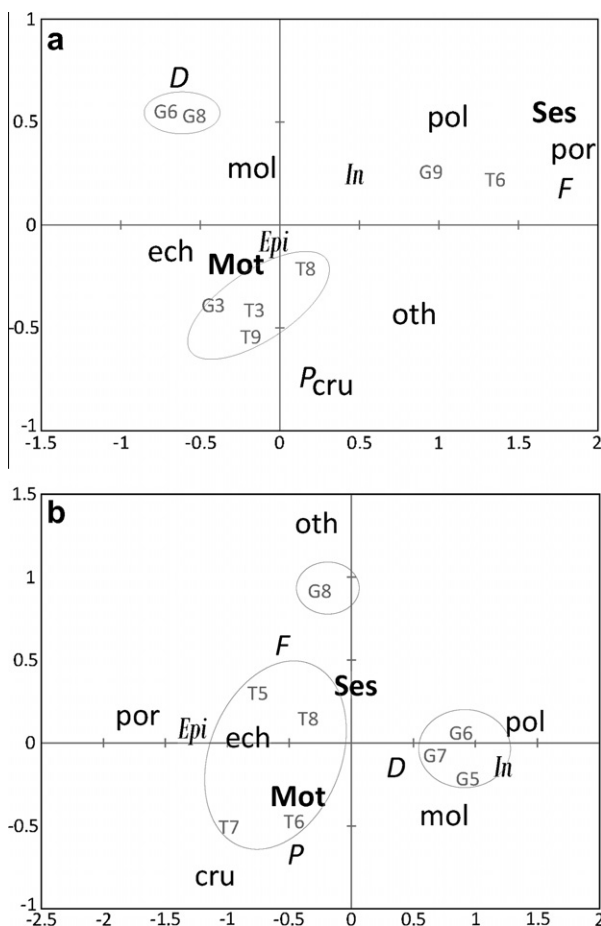 1
a
D
G6 G8
0.5
pol Ses
mol In G9 T6 por
F
0
ech Epi
Mot T8
G3 T3
T9 oth
-0.5
P cru
-1
-1.5 -1 -0.5 0 0.5 1 1.5 2
1.5
b
oth
1
G8
0.5
F
T5 Ses
por Epi T8 pol
ech G6
0
D G7 In
G5
Mot mol
-0.5
T7 T6
P
cru
-1
-2.5 -2 -1.5 -1 -0.5 0 0.5 1 1.5 2